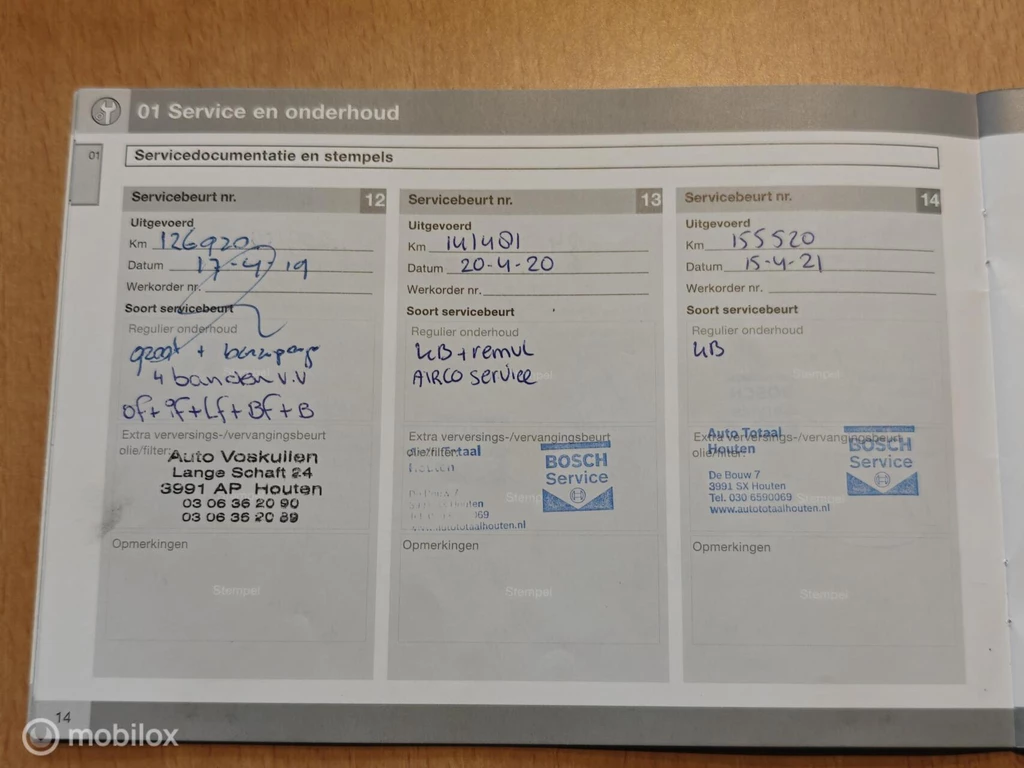 01 Service en onderhoud
01
Servicedocumentatie en stempels
Servicebeurt nr. 12
Uitgevoerd
Km 126920
Datum 17-4-19
Werkorder nr.
Soort servicebeurt
Regulier onderhoud
+
4 banden V.V
of+if+Lf+BF+B
Extra verversings-/vervangingsbeurt
olie/filter:
Auto Voskuilen
Lange Schaft 24
3991 AP Houten
03 06 36 20 90
03 06 36 20 89
Opmerkingen
Stempel
Servicebeurt nr. 13
Uitgevoerd
Km 141481
Datum 20-4-20
Werkorder nr.
Soort servicebeurt
Regulier onderhoud
+ remvl
AIRCO service
Extra verversings-/vervangingsbeurt
olie/filter:
Houten
BOSCH
Service
www.autototaalhouten.nl
Opmerkingen
Stempel
Servicebeurt nr. 14
Uitgevoerd
Km 155520
Datum 15-4-21
Werkorder nr.
Soort servicebeurt
Regulier onderhoud
Extra verversings-/vervangingsbeurt
olie/filter:
Auto Totaal
Houten
De Bouw 7
3991 SX Houten
Tel. 030 6590069
www.autototaalhouten.nl
BOSCH
Service
Opmerkingen
Stempel
14
mobilox